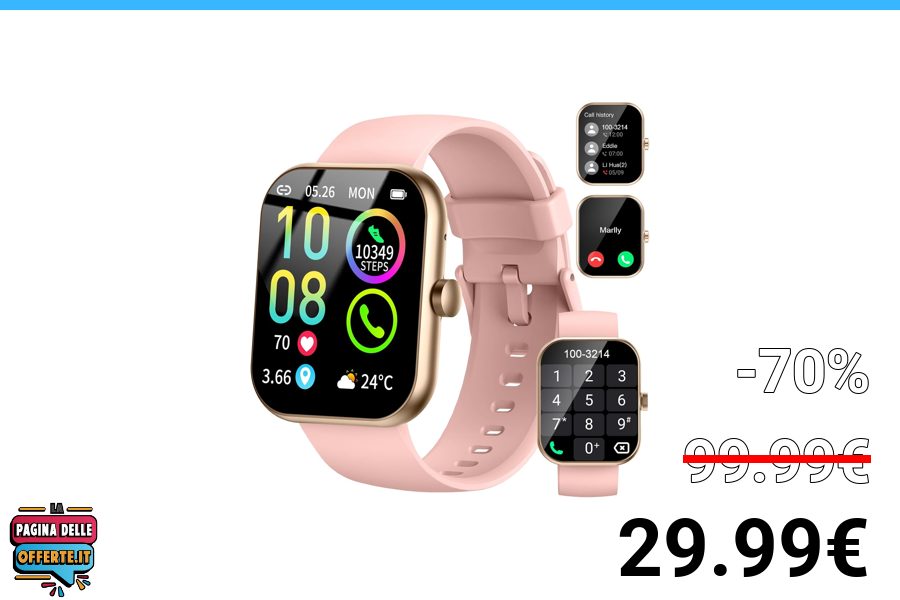 05.26 MON
10
08
10349
STEPS
70
3.66
24°C
Call history
100-3214
12:00
Eddie
07:00
Li Hua(2)
05/09
Marlly
100-3214
1 2 3
4 5 6
7* 8 9#
0+
-70%
99.99€
29.99€
LA
PAGINA DELLE
OFFERTE.IT